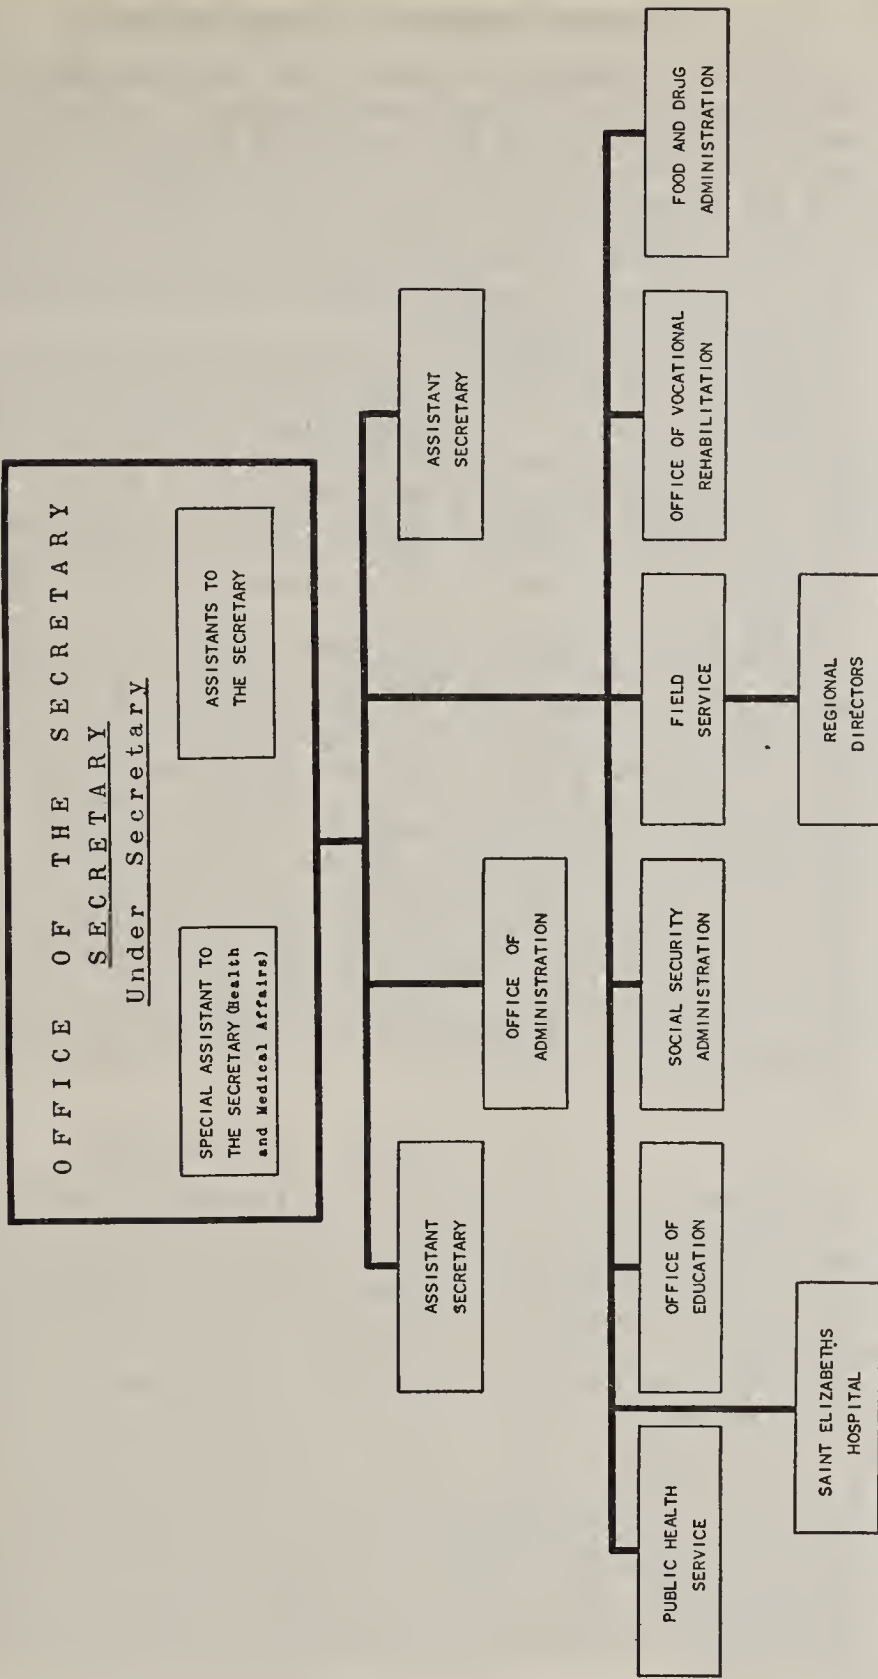 OFFICE OF THE SECRETARY
SECRETARY
Under Secretary
SPECIAL ASSISTANT TO
THE SECRETARY (Health
and Medical Affairs)
ASSISTANTS TO
THE SECRETARY
ASSISTANT
SECRETARY
OFFICE OF
ADMINISTRATION
ASSISTANT
SECRETARY
PUBLIC HEALTH
SERVICE
OFFICE OF
EDUCATION
SOCIAL SECURITY
ADMINISTRATION
FIELD
SERVICE
OFFICE OF VOCATIONAL
REHABILITATION
FOOD AND DRUG
ADMINISTRATION
SAINT ELIZABETHS
HOSPITAL
REGIONAL
DIRECTORS